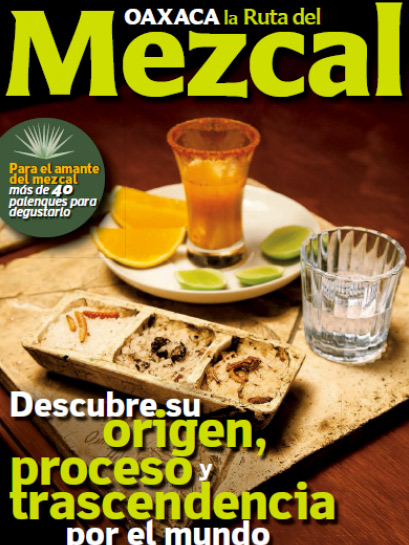 OAXACA la Ruta del
Mezcal
Para el amante
del mezcal
más de 40
palenques para
degustarlo
Descubre su
origen,
proceso y
trascendencia
por el mundo